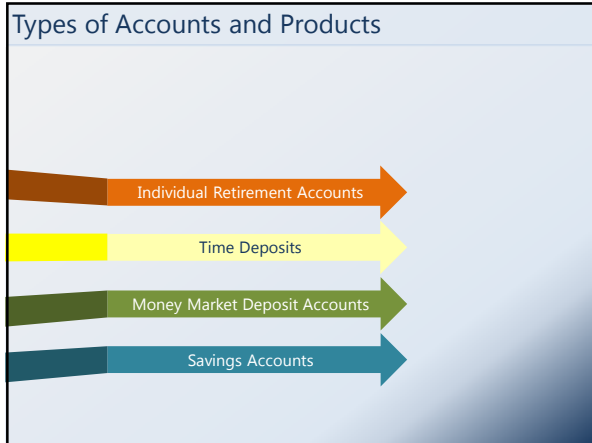 Types of Accounts and Products
Individual Retirement Accounts
Time Deposits
Money Market Deposit Accounts
Savings Accounts